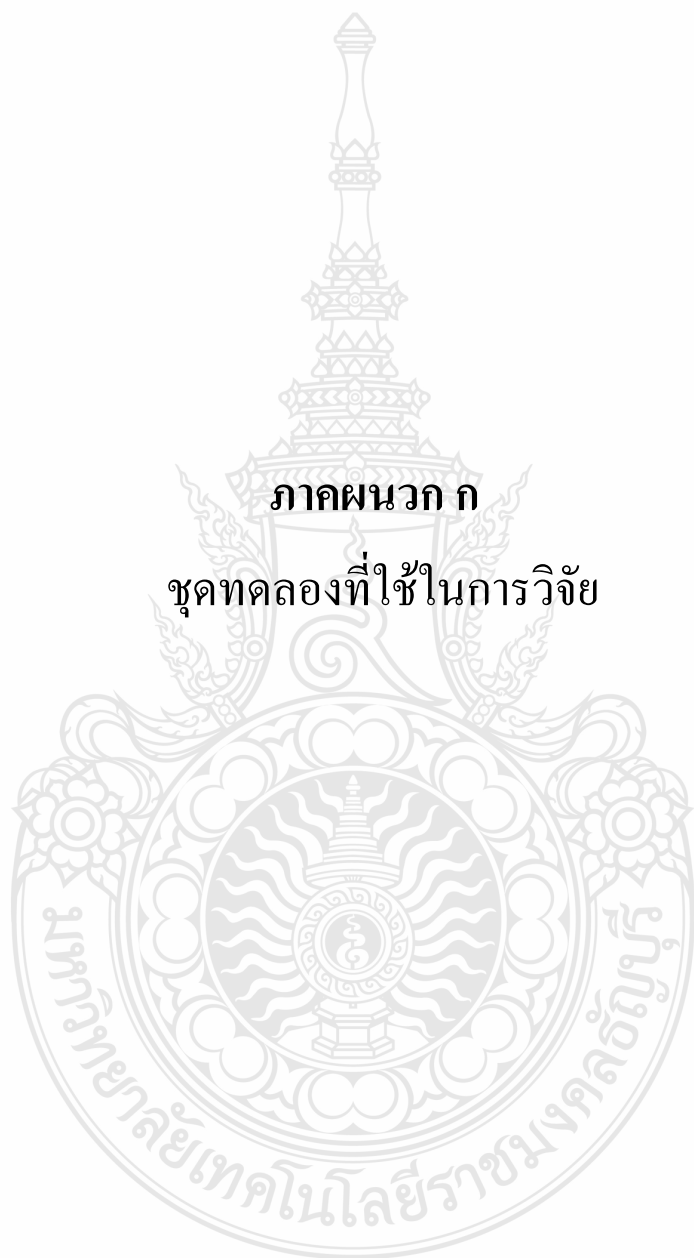 ภาคผนวก ก
ชุดทดลองที่ใช้ในการวิจัย
มหาวิทยาลัยเทคโนโลยีราชมงคลธัญบุรี